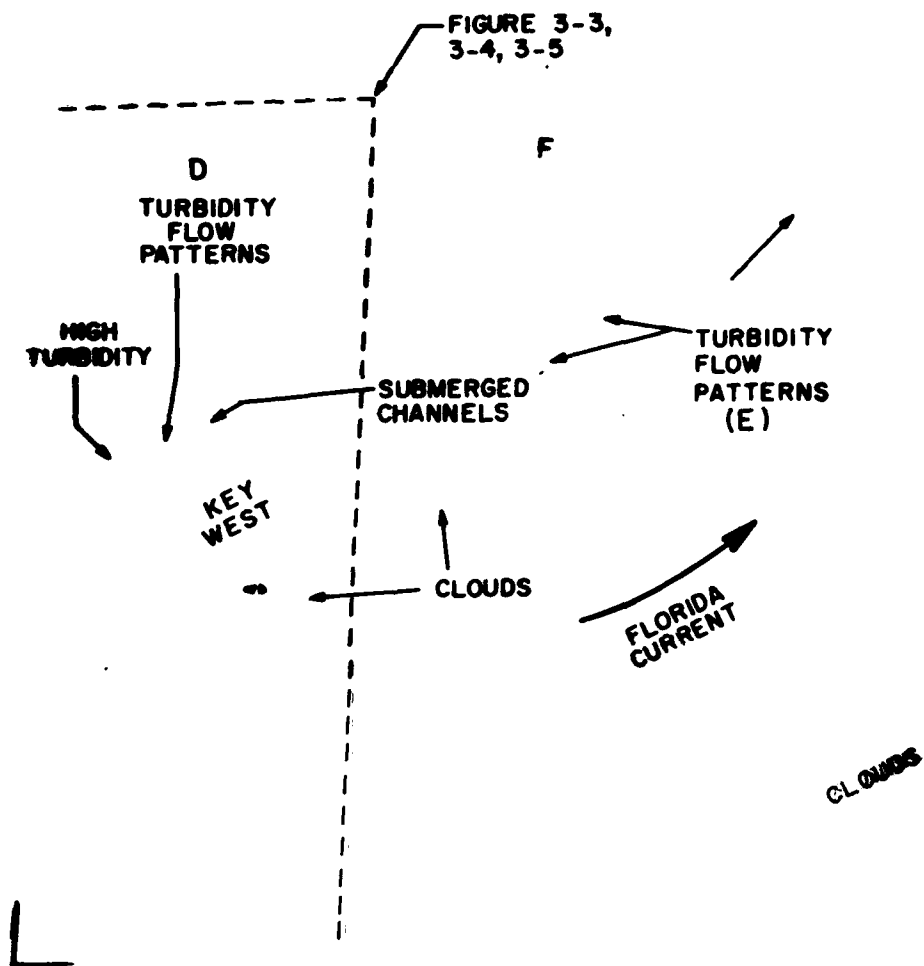 FIGURE 3-3,
3-4, 3-5
D
F
TURBIDITY
FLOW
PATTERNS
HIGH
TURBIDITY
TURBIDITY
FLOW
PATTERNS
(E)
SUBMERGED
CHANNELS
KEY
WEST
CLOUDS
FLORIDA
CURRENT
CLOUDS